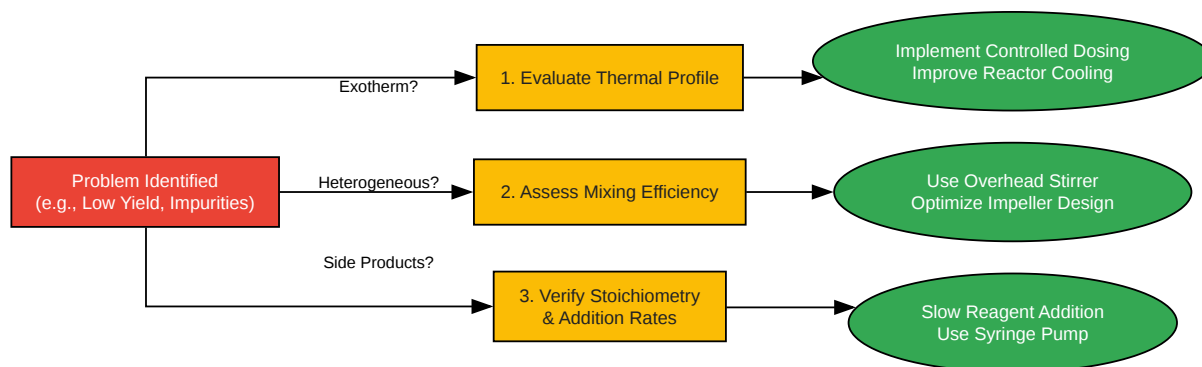 Implement Controlled Dosing
Improve Reactor Cooling
1. Evaluate Thermal Profile
Exotherm?
Problem Identified
(e.g., Low Yield, Impurities)
Heterogeneous?
2. Assess Mixing Efficiency
Use Overhead Stirrer
Optimize Impeller Design
Side Products?
3. Verify Stoichiometry
& Addition Rates
Slow Reagent Addition
Use Syringe Pump